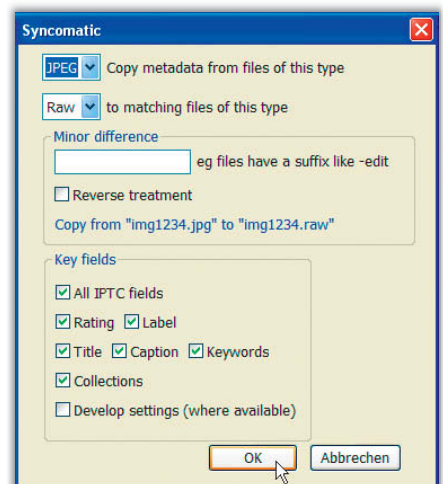 Syncomatic
JPEG Copy metadata from files of this type
Raw to matching files of this type
Minor difference
eg files have a suffix like -edit
Reverse treatment
Copy from "img1234.jpg" to "img1234.raw"
Key fields
All IPTC fields
Rating Label
Title Caption Keywords
Collections
Develop settings (where available)
OK Abbrechen